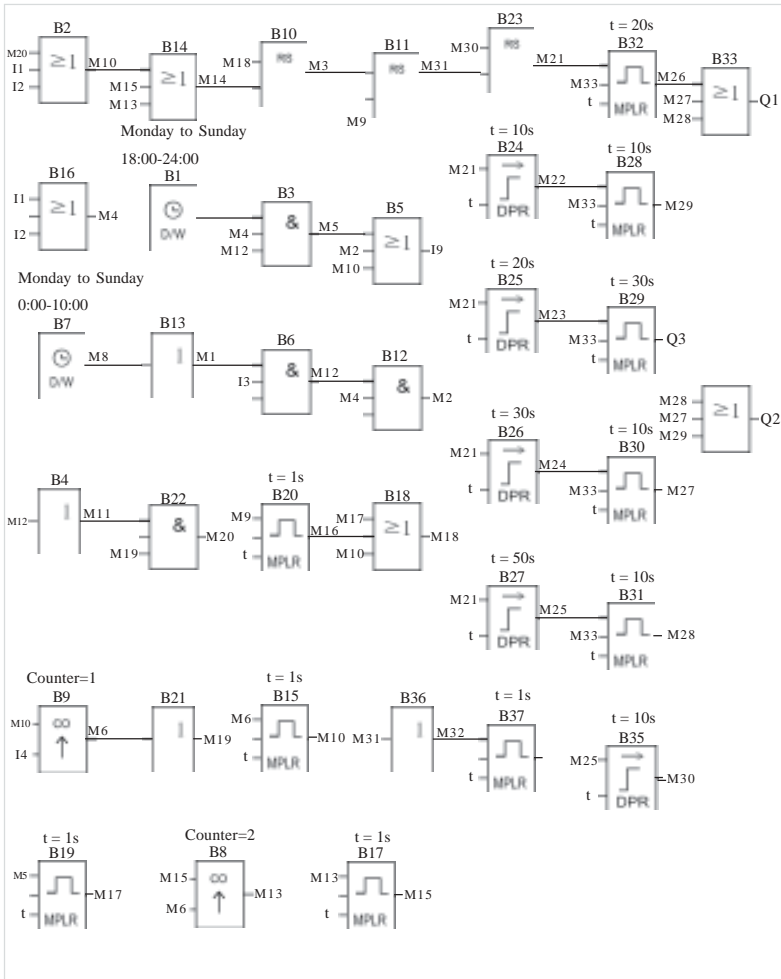 B2
M20
I1
I2
≥1
M10
B14
M15
M13
≥1
M14
B10
M18
RS
M3
B11
RS
M9
M31
B23
M30
RS
M21
t = 20s
B32
M33
t
MPLR
M26
B33
M27
M28
≥1
Q1
Monday to Sunday
18:00-24:00
B16
I1
I2
≥1
M4
B1
D/W
B3
M4
M12
&
M5
B5
M2
M10
≥1
I9
t = 10s
B24
M21
t
DPR
M22
t = 10s
B28
M33
t
MPLR
M29
Monday to Sunday
0:00-10:00
B7
D/W
M8
B13
1
M1
B6
I3
&
M12
B12
M4
&
M2
t = 20s
B25
M21
t
DPR
M23
t = 30s
B29
M33
t
MPLR
Q3
M28
M27
M29
≥1
Q2
t = 30s
B26
M21
t
DPR
M24
t = 10s
B30
M33
t
MPLR
M27
B4
M12
1
M11
B22
M19
&
M20
t = 1s
B20
M9
t
MPLR
M16
B18
M17
M10
≥1
M18
t = 50s
B27
M21
t
DPR
M25
t = 10s
B31
M33
t
MPLR
M28
Counter=1
B9
M10
I4
M6
B21
1
M19
t = 1s
B15
M6
t
MPLR
M10
B36
M31
1
M32
t = 1s
B37
t
MPLR
t = 10s
B35
M25
t
DPR
M30
t = 1s
B19
M5
t
MPLR
M17
Counter=2
B8
M15
M6
M13
t = 1s
B17
M13
t
MPLR
M15